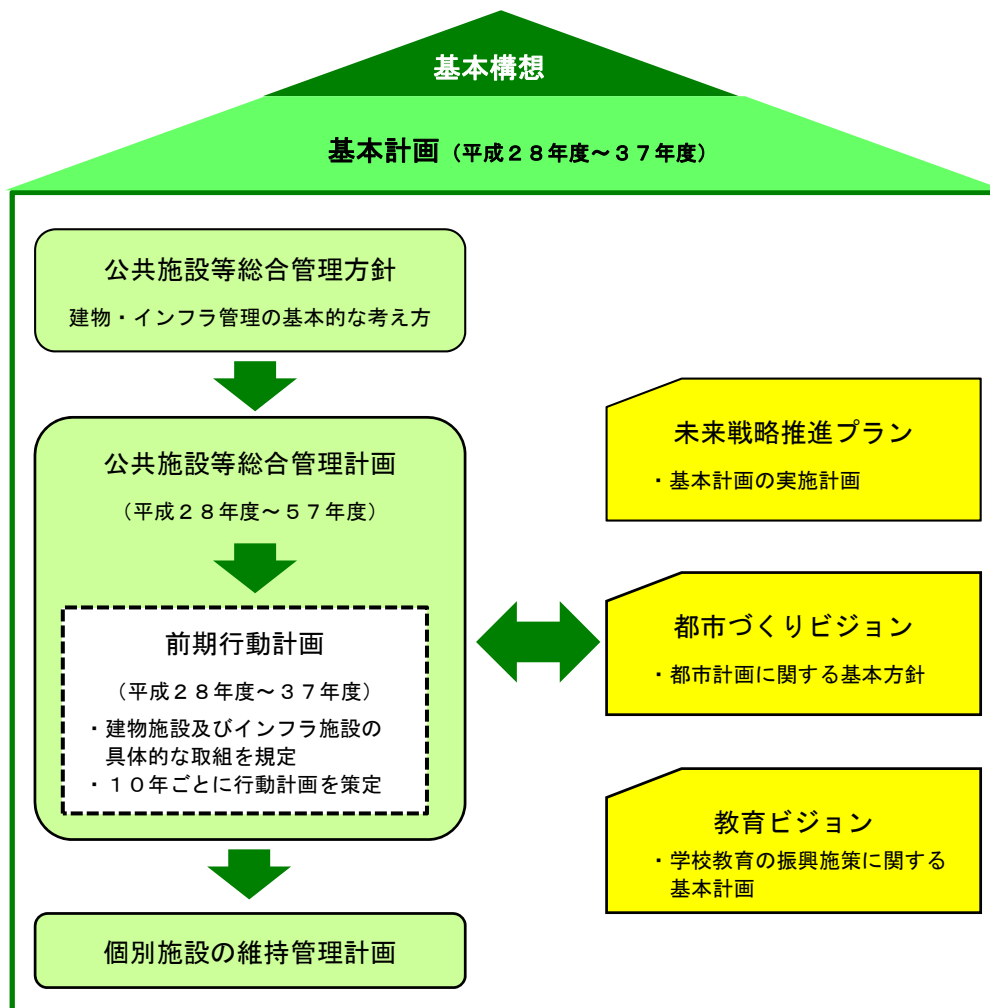 基本構想
基本計画（平成２８年度～３７年度）
公共施設等総合管理方針
建物・インフラ管理の基本的な考え方
公共施設等総合管理計画
（平成２８年度～５７年度）
前期行動計画
（平成２８年度～３７年度）
・建物施設及びインフラ施設の
具体的な取組を規定
・１０年ごとに行動計画を策定
個別施設の維持管理計画
未来戦略推進プラン
・基本計画の実施計画
都市づくりビジョン
・都市計画に関する基本方針
教育ビジョン
・学校教育の振興施策に関する
基本計画